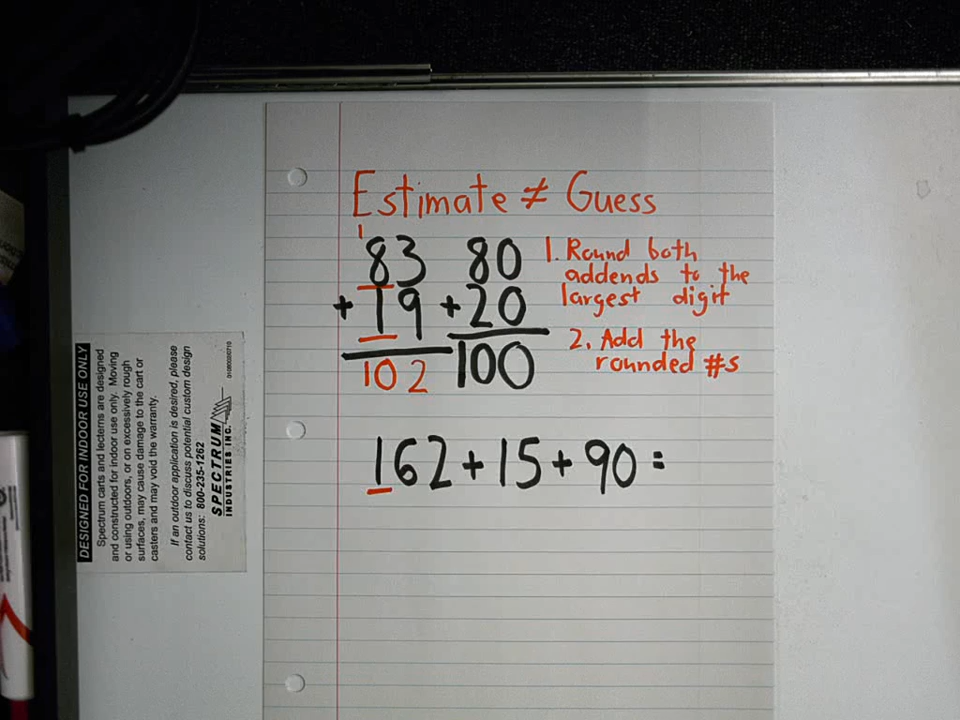 Estimate ≠ Guess
1
83 80
+19 +20
102 100
1. Round both
addends to the
largest digit
2. Add the
rounded #s
162+15+90=
DESIGNED FOR INDOOR USE ONLY
Spectrum carts and lecterns are designed
and constructed for indoor use only. Moving
or using outdoors, or on excessively rough
surfaces, may cause damage to the cart or
casters and may void the warranty.
If an outdoor application is desired, please
contact us to discuss potential custom design
solutions: 800-235-1262
SPECTRUM
INDUSTRIES INC.